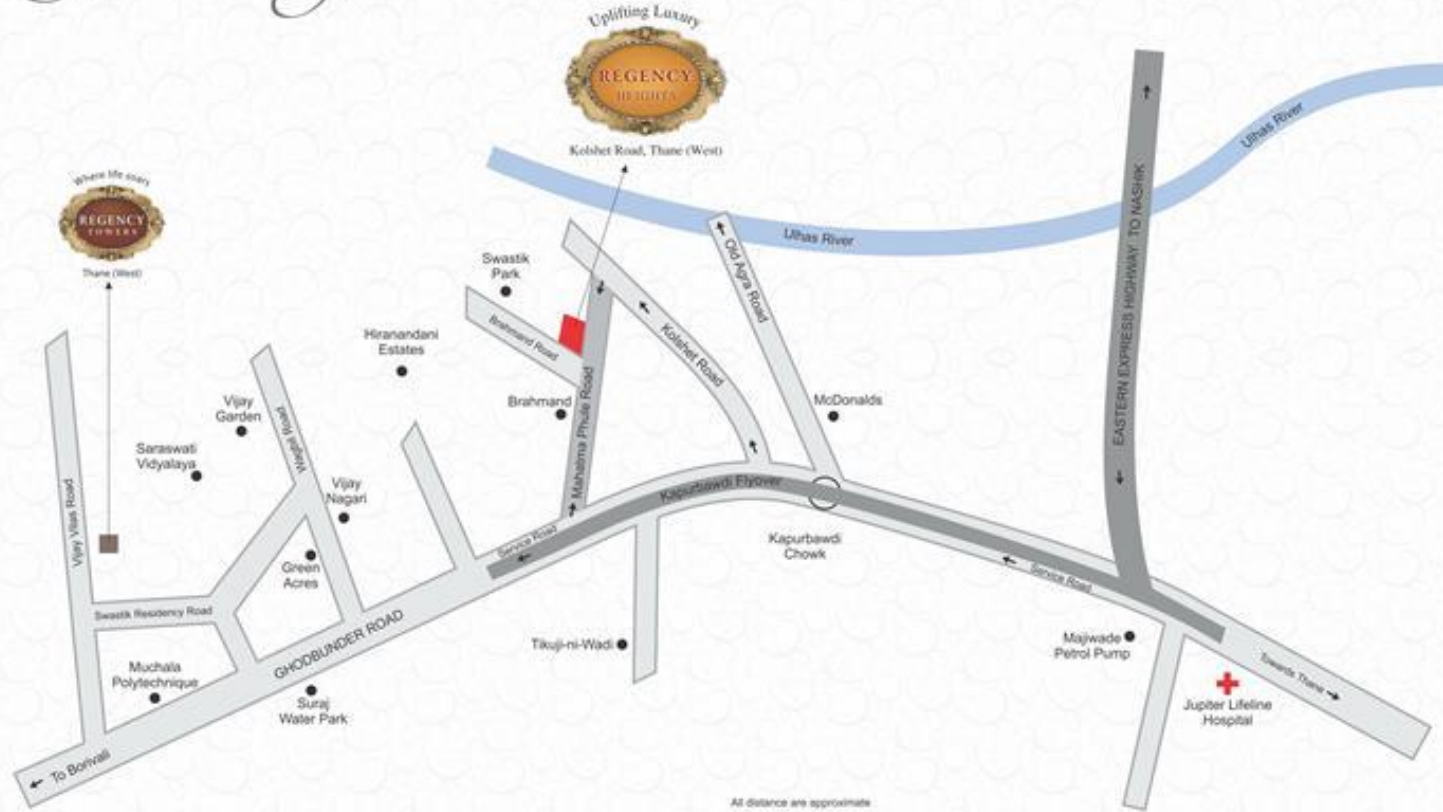 Uplifting Luxury
REGENCY
HEIGHTS
Kolshet Road, Thane (West)
Where life soars
REGENCY
TOWERS
Thane (West)
Ulhas River
Ulhas River
EASTERN EXPRESS HIGHWAY TO NASHIK
Old Agra Road
Swastik
Park
Brahmand Road
Kolshet Road
Hiranandani
Estates
Brahmand
Mahatma Phule Road
McDonalds
Vijay
Garden
Waghbil Road
Saraswati
Vidyalaya
Vijay
Nagari
Vijay Vilas Road
Kapurbawdi Flyover
Service Road
Kapurbawdi
Chowk
Service Road
Green
Acres
Swastik Residency Road
GHODBUNDER ROAD
Tikuji-ni-Wadi
Majiwade
Petrol Pump
Towards Thane
Muchala
Polytechnique
Suraj
Water Park
Jupiter Lifeline
Hospital
To Borivali
All distance are approximate